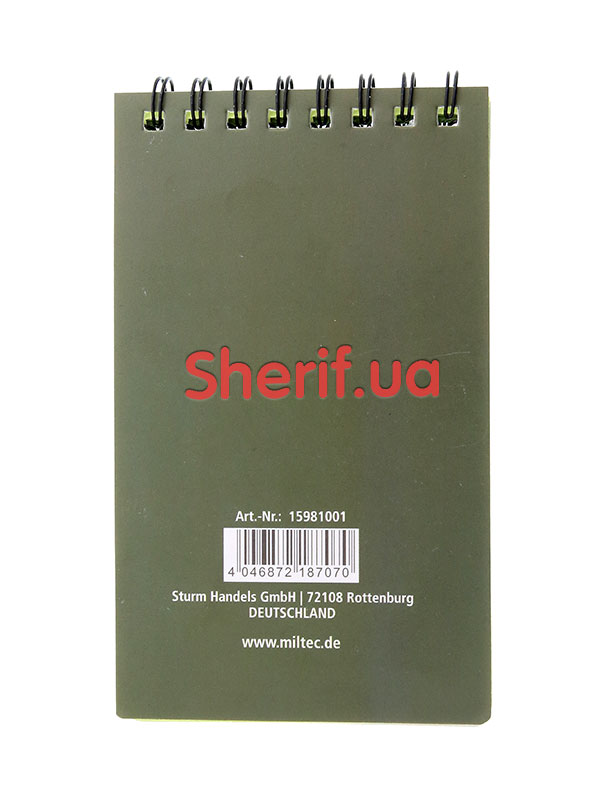 Sherif.ua
Art.-Nr.: 15981001
4 046872 187070
Sturm Handels GmbH | 72108 Rottenburg
DEUTSCHLAND
www.miltec.de